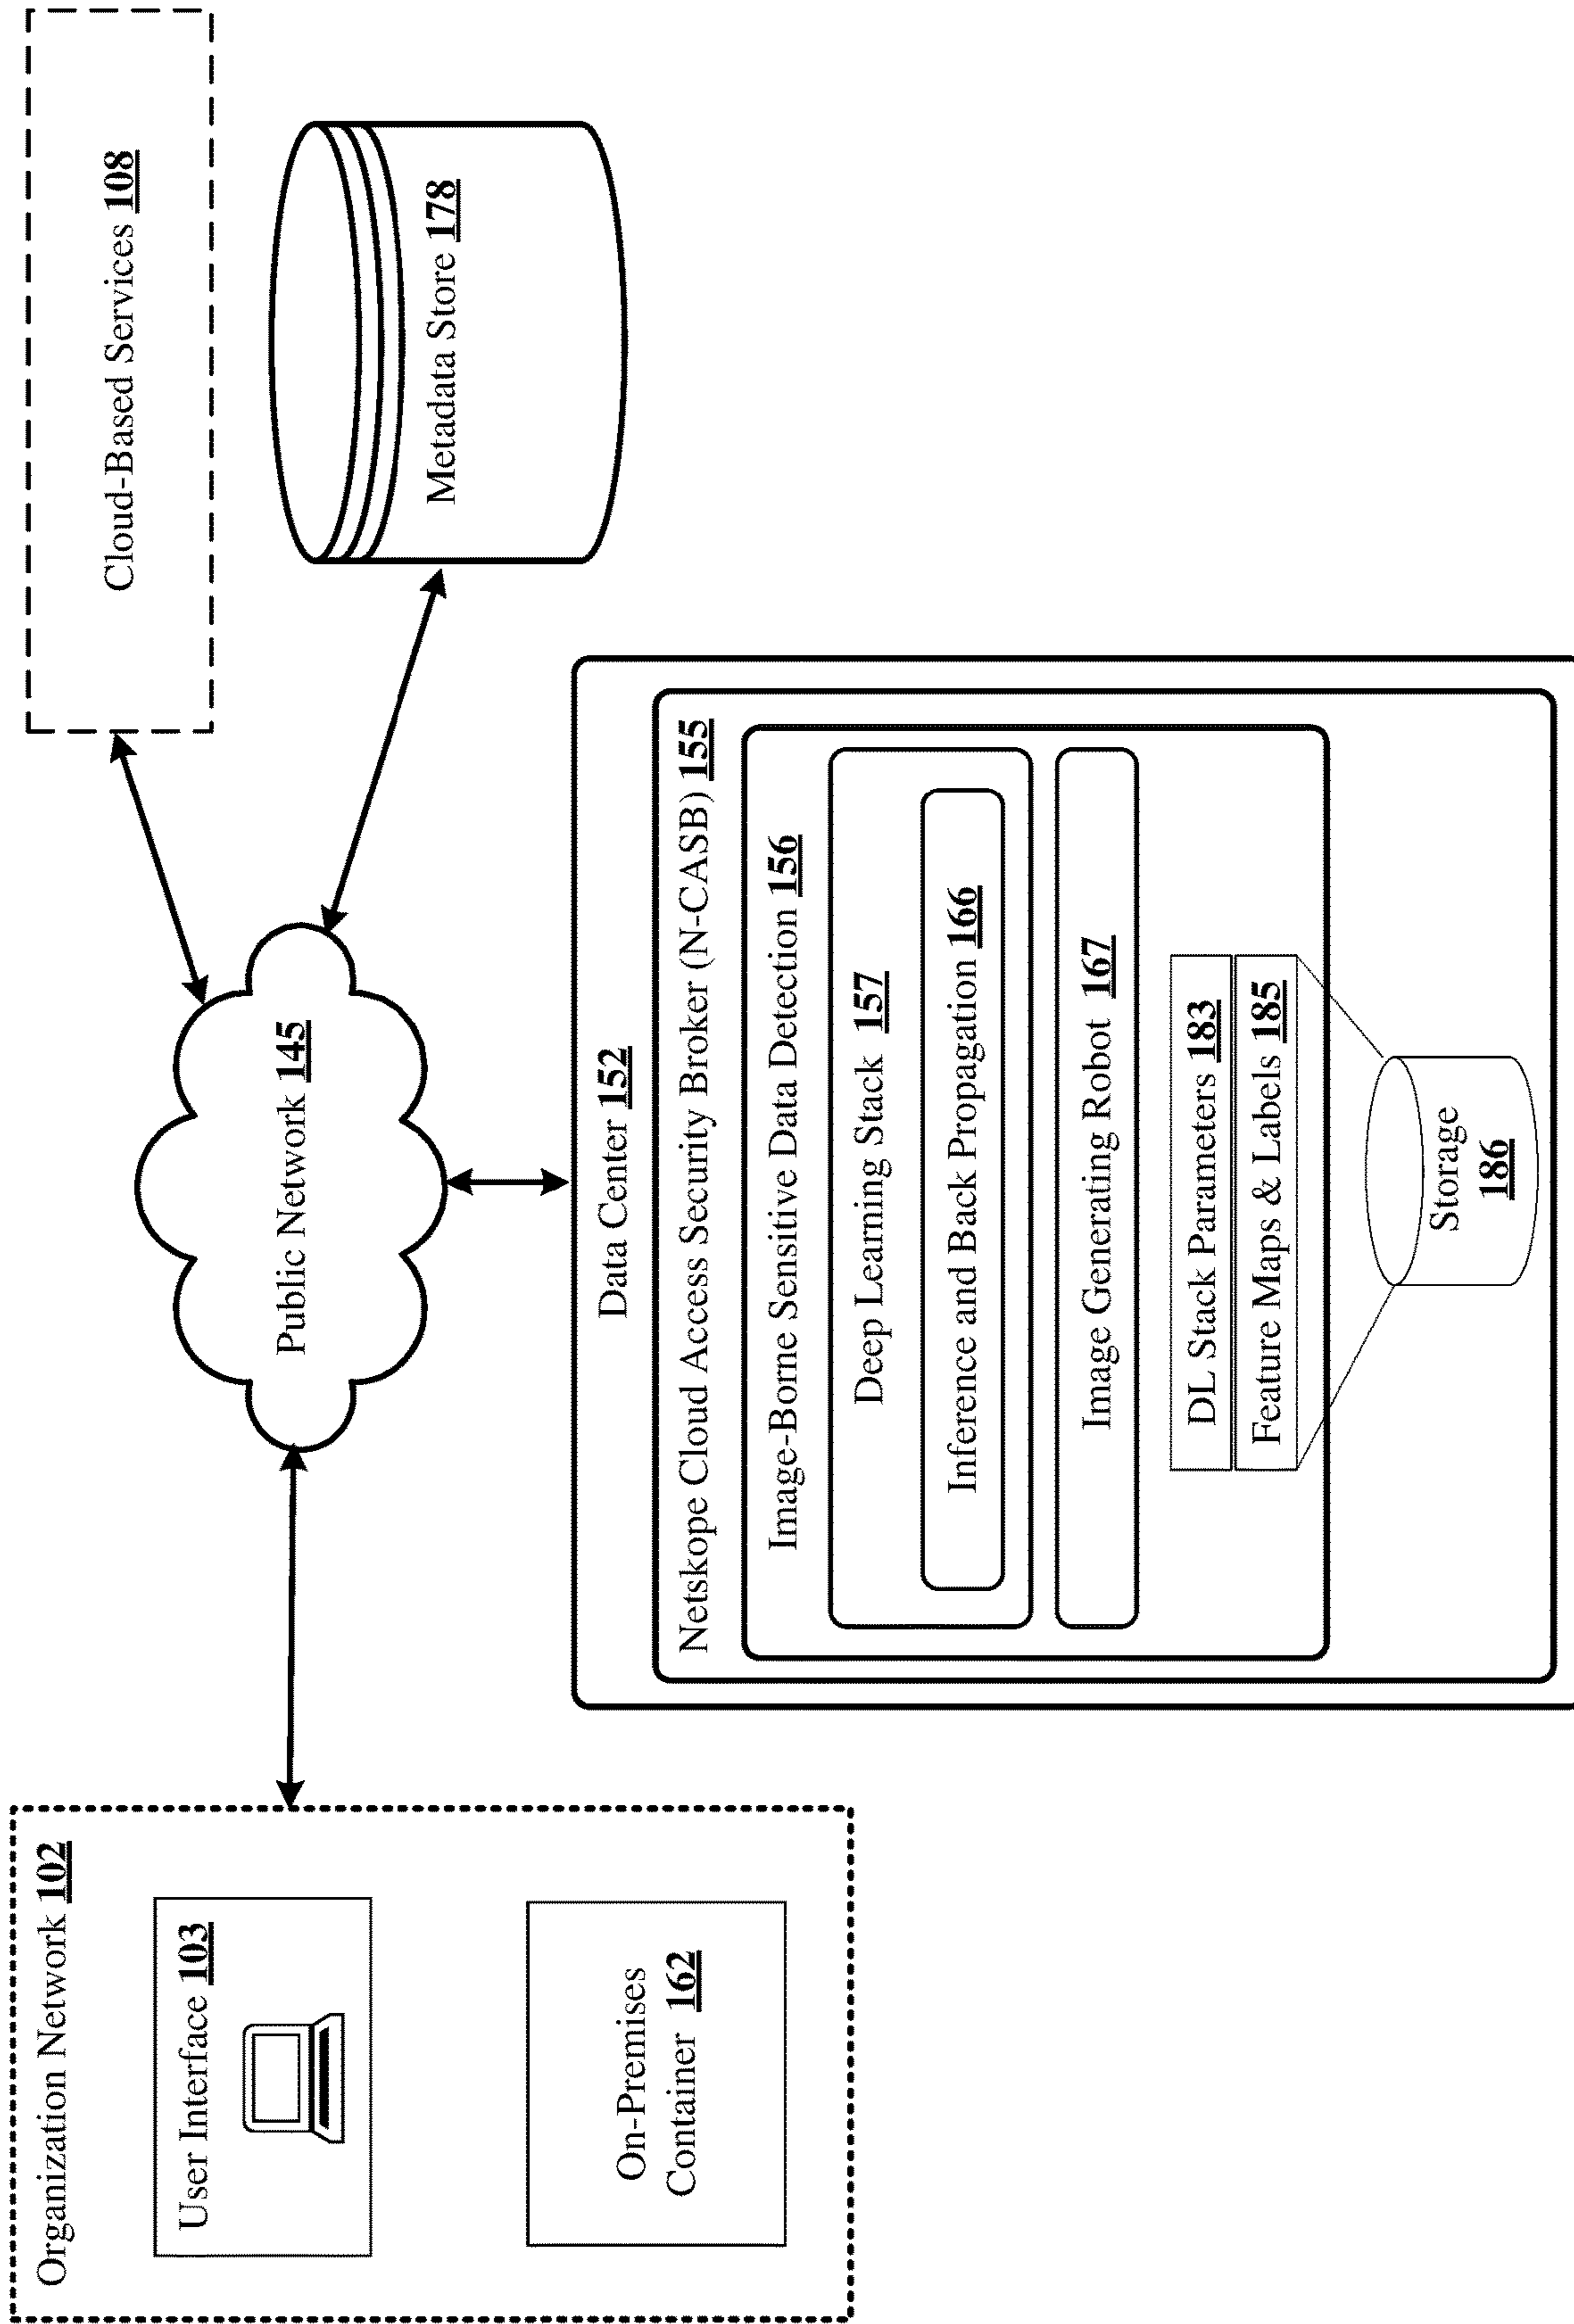 Organization Network 102
User Interface 103
On-Premises
Container 162
Public Network 145
Cloud-Based Services 108
Metadata Store 178
Data Center 152
Netskope Cloud Access Security Broker (N-CASB) 155
Image-Borne Sensitive Data Detection 156
Deep Learning Stack 157
Inference and Back Propagation 166
Image Generating Robot 167
DL Stack Parameters 183
Feature Maps & Labels 185
Storage
186